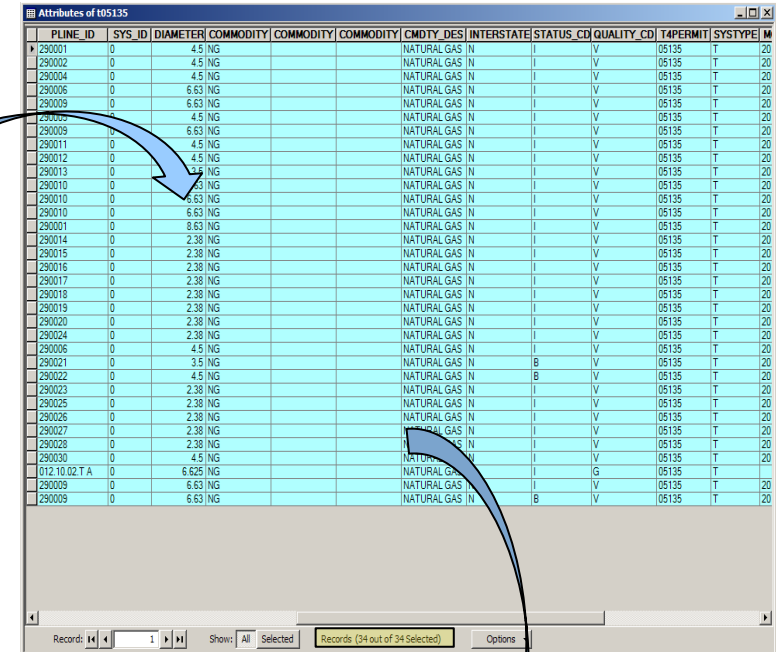 Attributes of t05135
PLINE_ID SYS_ID DIAMETER COMMODITY COMMODITY COMMODITY CMDTY_DES INTERSTATE STATUS_CD QUALITY_CD T4PERMIT SYSTYPE
290001 0 4.5 NG NATURAL GAS N I V 05135 T 20
290002 0 4.5 NG NATURAL GAS N I V 05135 T 20
290004 0 4.5 NG NATURAL GAS N I V 05135 T 20
290006 0 6.63 NG NATURAL GAS N I V 05135 T 20
290009 0 6.63 NG NATURAL GAS N I V 05135 T 20
4.5 NG NATURAL GAS N I V 05135 T 20
290009 0 6.63 NG NATURAL GAS N I V 05135 T 20
290011 0 4.5 NG NATURAL GAS N I V 05135 T 20
290012 0 4.5 NG NATURAL GAS N I V 05135 T 20
290013 0 NG NATURAL GAS N I V 05135 T 20
290010 0 NG NATURAL GAS N I V 05135 T 20
290010 0 6.63 NG NATURAL GAS N I V 05135 T 20
290010 0 6.63 NG NATURAL GAS N I V 05135 T 20
290001 0 8.63 NG NATURAL GAS N I V 05135 T 20
290014 0 2.38 NG NATURAL GAS N I V 05135 T 20
290015 0 2.38 NG NATURAL GAS N I V 05135 T 20
290016 0 2.38 NG NATURAL GAS N I V 05135 T 20
290017 0 2.38 NG NATURAL GAS N I V 05135 T 20
290018 0 2.38 NG NATURAL GAS N I V 05135 T 20
290019 0 2.38 NG NATURAL GAS N I V 05135 T 20
290020 0 2.38 NG NATURAL GAS N I V 05135 T 20
290024 0 2.38 NG NATURAL GAS N I V 05135 T 20
290006 0 4.5 NG NATURAL GAS N I V 05135 T 20
290021 0 3.5 NG NATURAL GAS N B V 05135 T 20
290022 0 4.5 NG NATURAL GAS N B V 05135 T 20
290023 0 2.38 NG NATURAL GAS N I V 05135 T 20
290025 0 2.38 NG NATURAL GAS N I V 05135 T 20
290026 0 2.38 NG NATURAL GAS N I V 05135 T 20
290027 0 2.38 NG NATURAL GAS N I V 05135 T 20
290028 0 2.38 NG GAS N I V 05135 T 20
290030 0 4.5 NG NATURAL GAS N I V 05135 T 20
012.10.02.T A 0 6.625 NG NATURAL GAS I G 05135 T
290009 0 6.63 NG NATURAL GAS N I V 05135 T 20
290009 0 6.63 NG NATURAL GAS N B V 05135 T 20
Record: 1 Show: All Selected Records (34 out of 34 Selected) Options